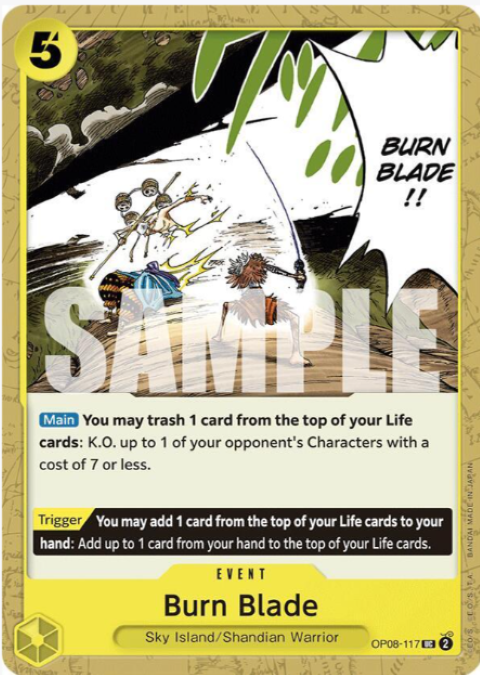 5
BURN
BLADE
!!
SAMPLE
Main You may trash 1 card from the top of your Life
cards: K.O. up to 1 of your opponent's Characters with a
cost of 7 or less.
Trigger You may add 1 card from the top of your Life cards to your
hand: Add up to 1 card from your hand to the top of your Life cards.
EVENT
Burn Blade
Sky Island/Shandian Warrior
OP08-117 UC 2
BANDAI MADE IN JAPAN